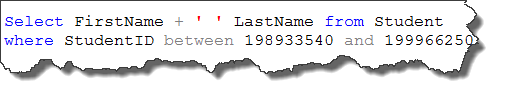 Select FirstName + ' ' LastName from Student
where StudentID between 198933540 and 199966250